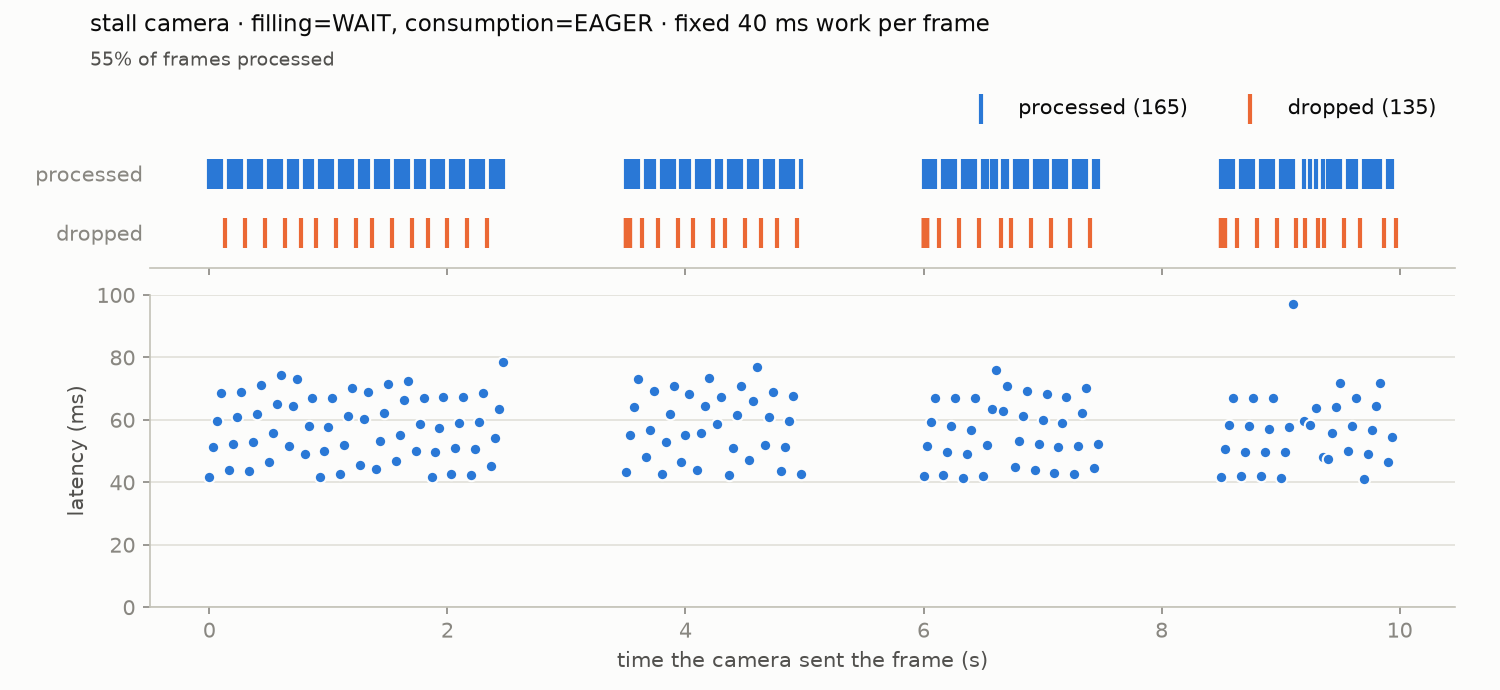 stall camera · filling=WAIT, consumption=EAGER · fixed 40 ms work per frame
55% of frames processed
processed (165) dropped (135)
processed
dropped
100
80
60
40
20
0
latency (ms)
0 2 4 6 8 10
time the camera sent the frame (s)